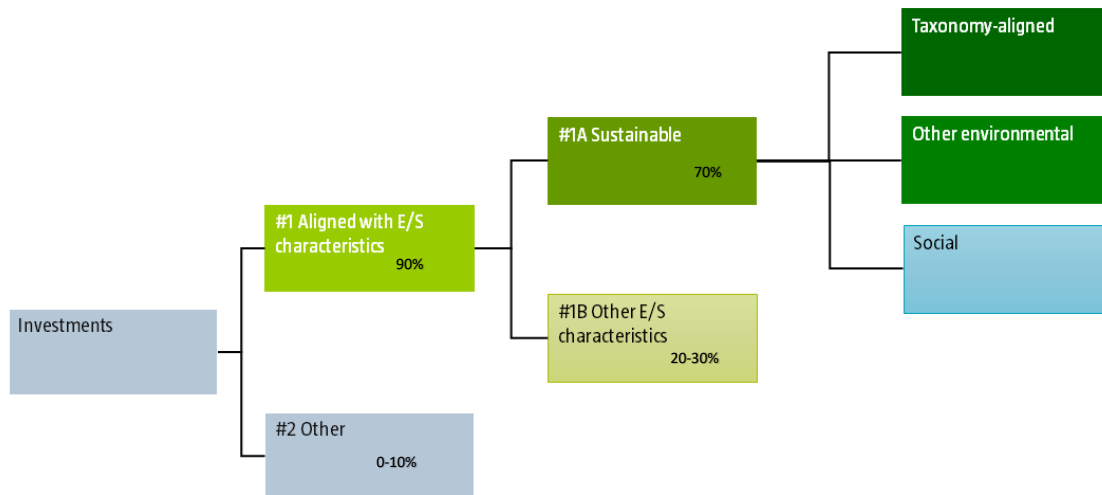 Taxonomy-aligned
#1A Sustainable
70%
Other environmental
#1 Aligned with E/S
characteristics
90%
Social
#1B Other E/S
characteristics
20-30%
Investments
#2 Other
0-10%